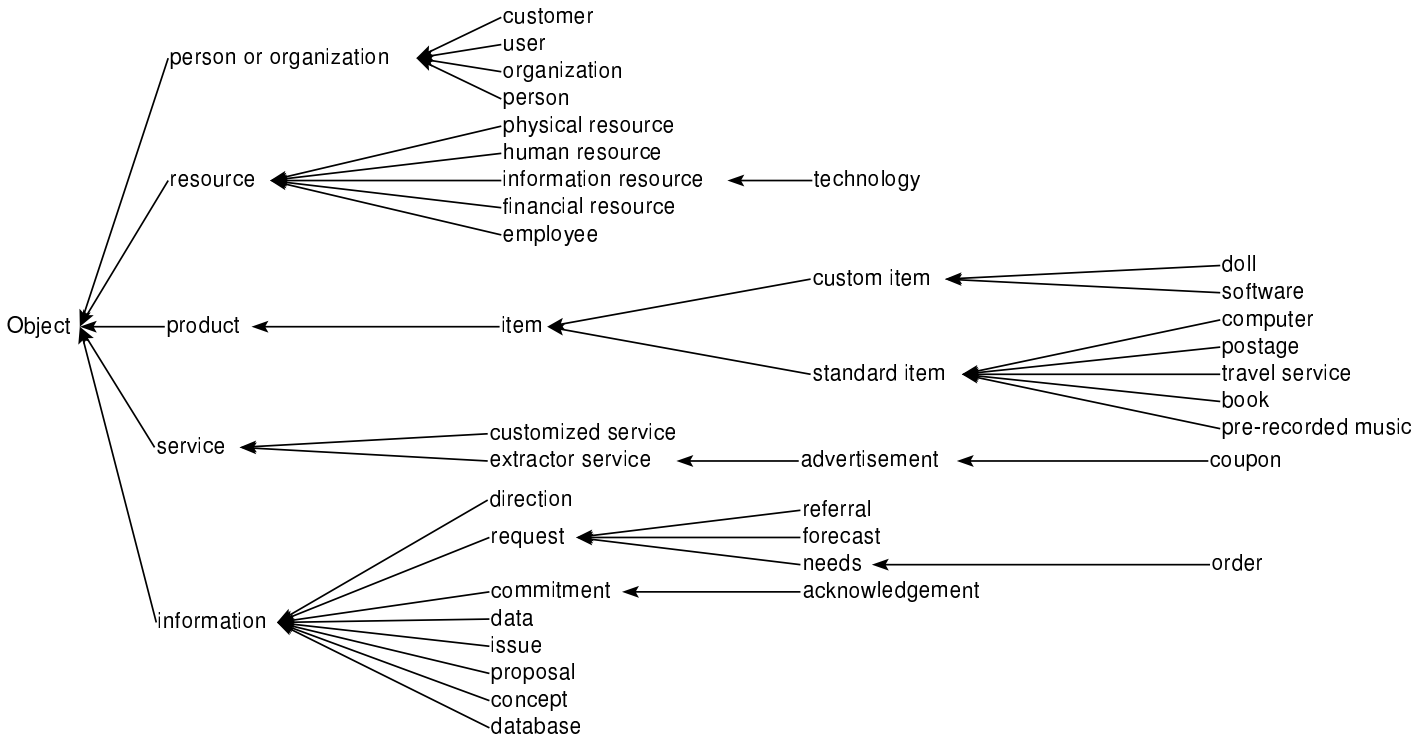 customer
person or organization
user
organization
person
physical resource
human resource
resource
information resource
technology
financial resource
employee
doll
custom item
software
computer
Object
product
item
postage
standard item
travel service
book
pre-recorded music
customized service
service
extractor service
advertisement
coupon
direction
referral
request
forecast
needs
order
commitment
acknowledgement
information
data
issue
proposal
concept
database